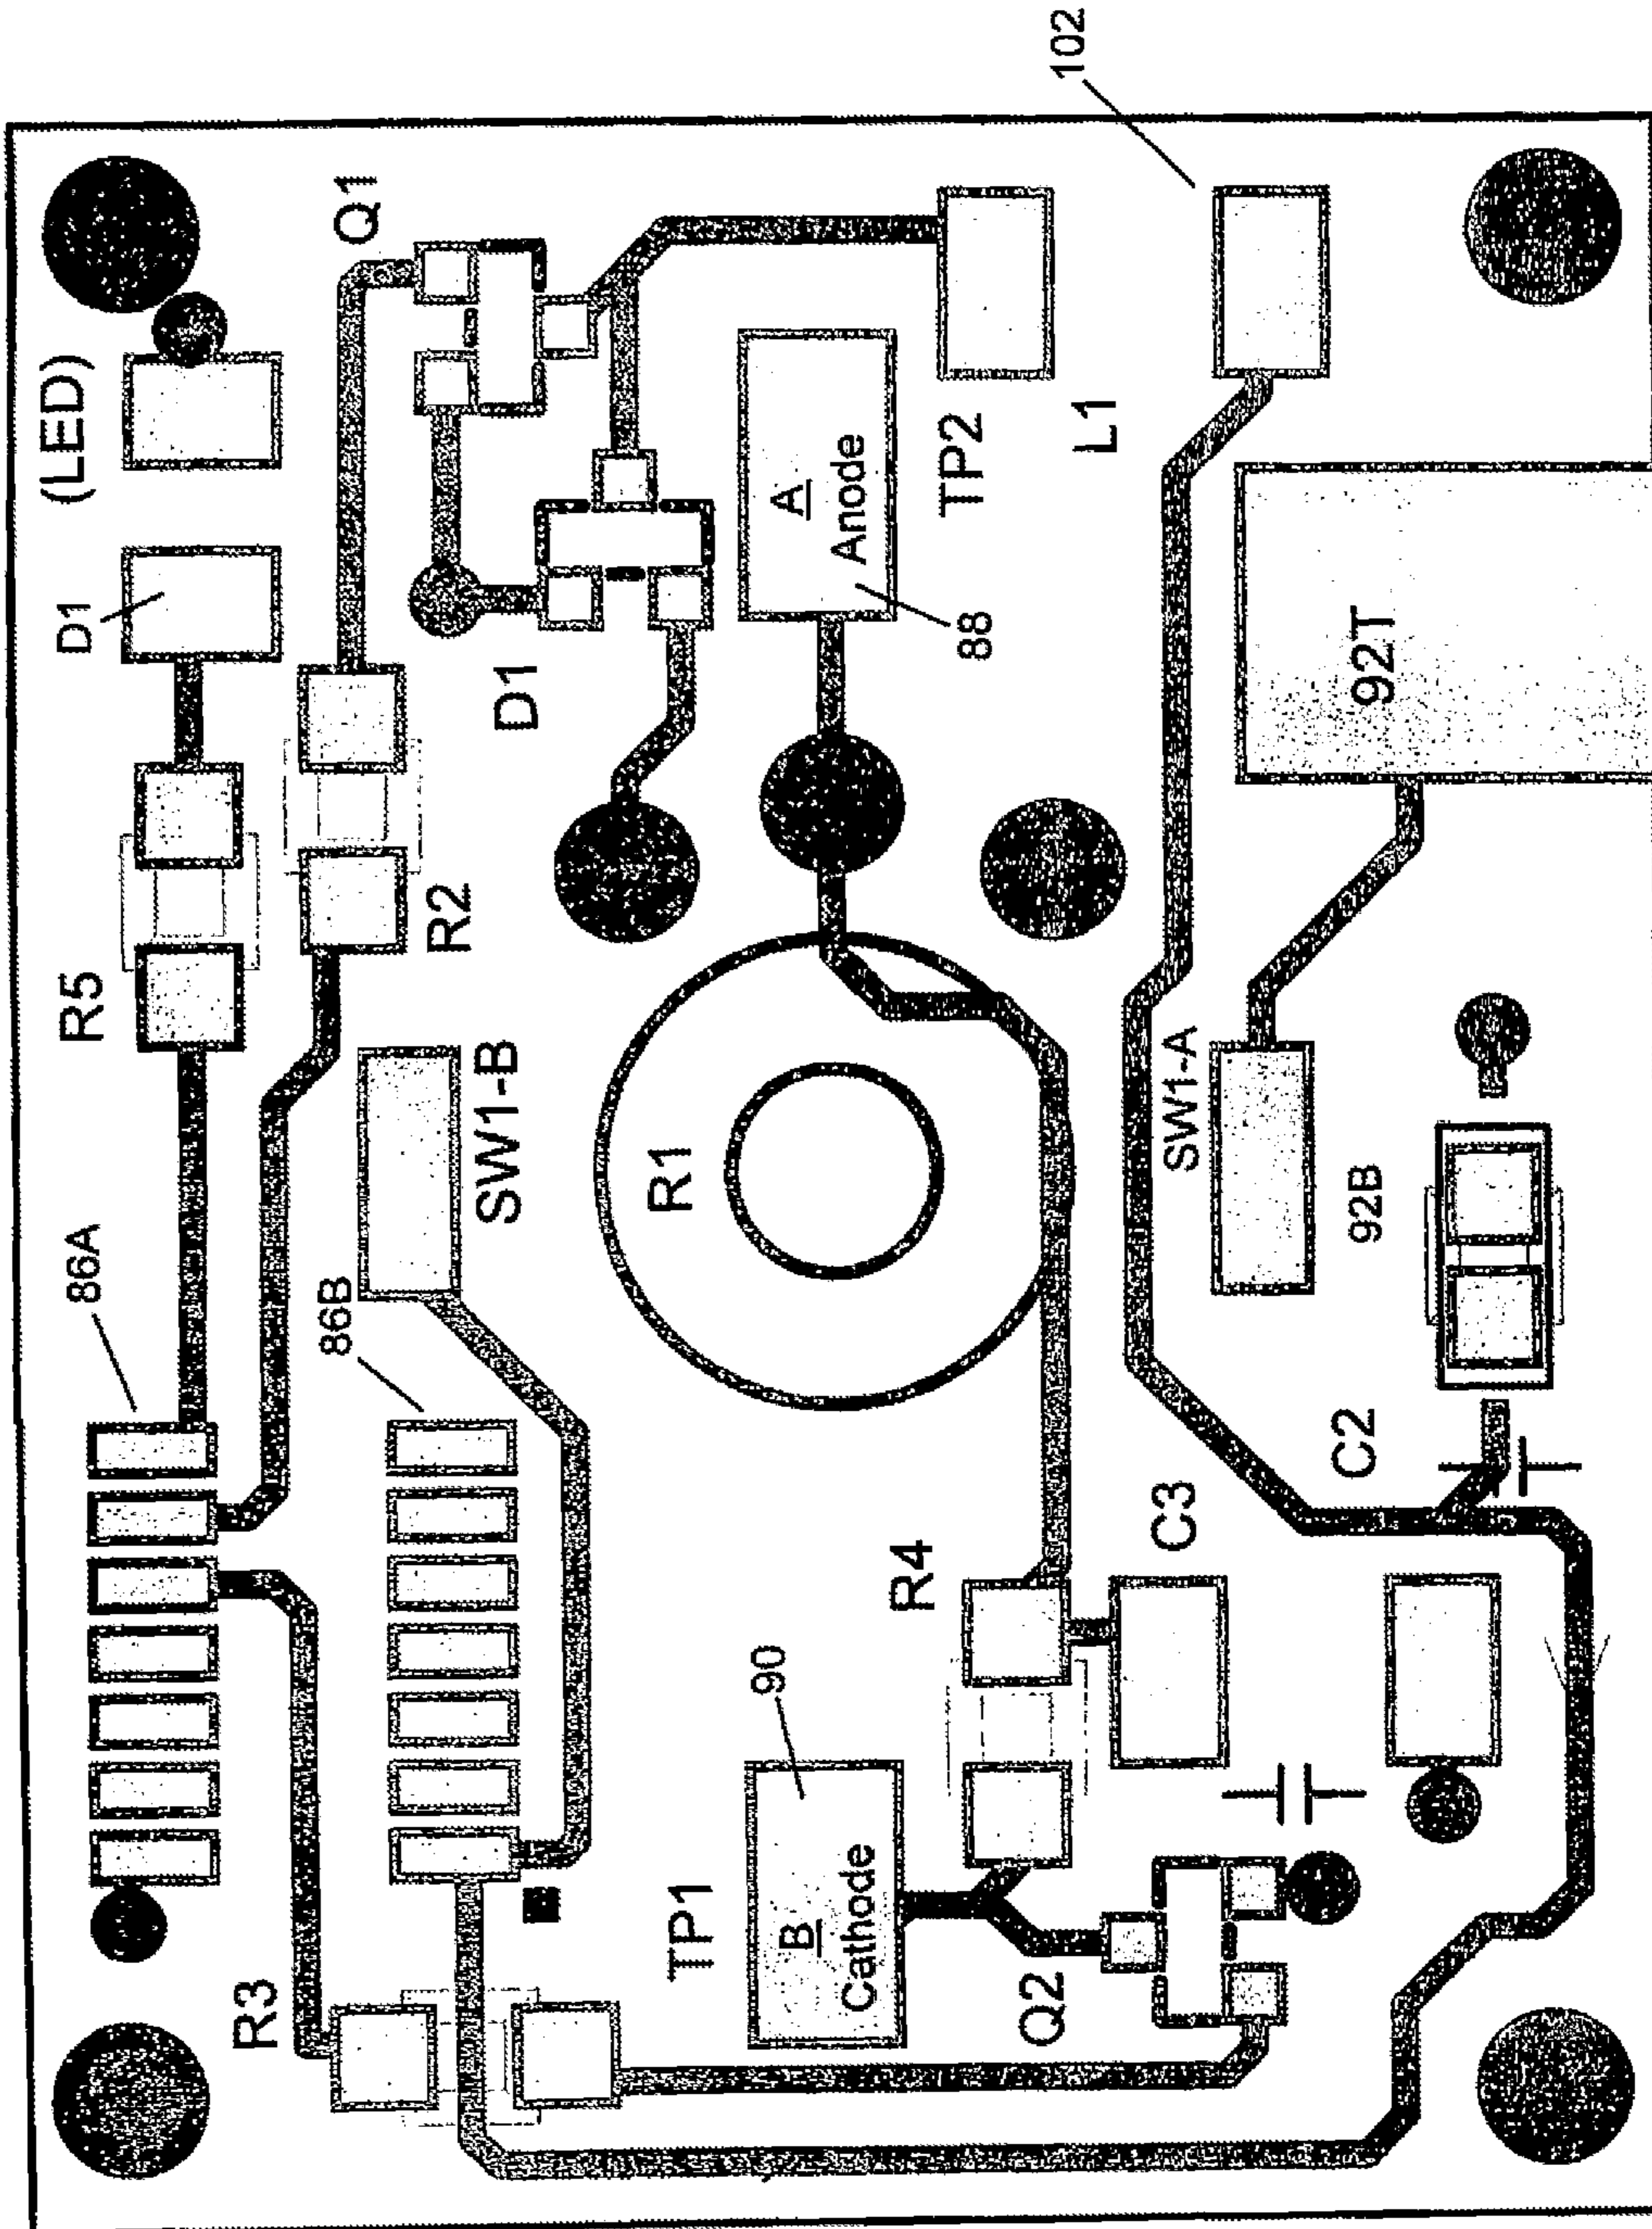 102
Q1
(LED)
D1
TP2
L1
A
Anode
88
D1
92T
R5
R2
SW1-B
R1
SW1-A
92B
86A
86B
C2
C3
R4
90
TP1
B
Cathode
Q2
R3